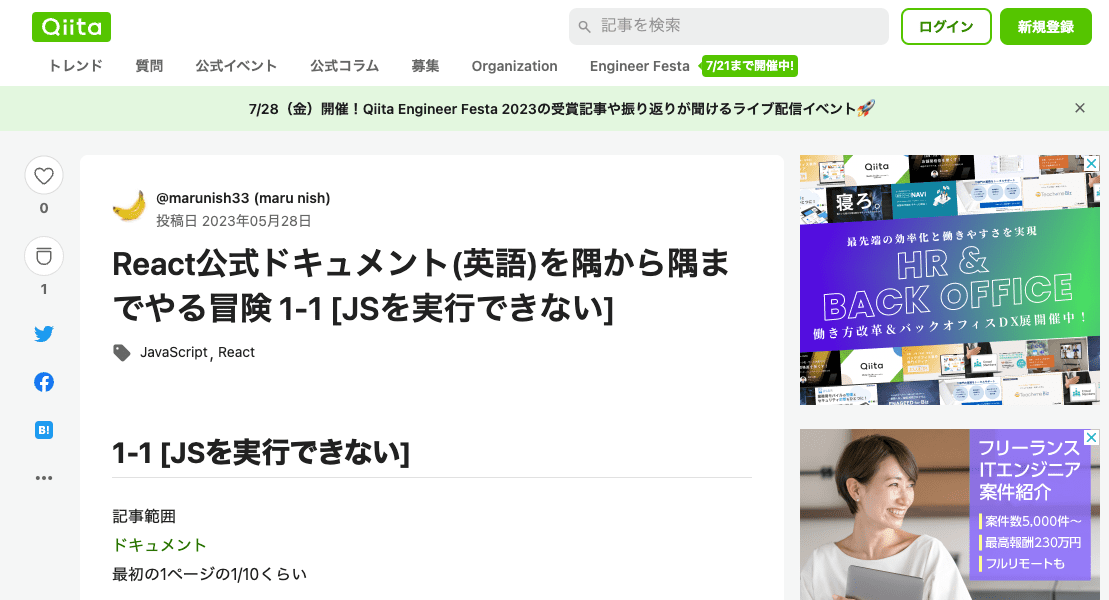 Qiita
記事を検索
ログイン
新規登録
トレンド
質問
公式イベント
公式コラム
募集
Organization
Engineer Festa
7/21まで開催中!
7/28（金）開催！Qiita Engineer Festa 2023の受賞記事や振り返りが聞けるライブ配信イベント🚀
0
1
B!
@marunish33 (maru nish)
投稿日 2023年05月28日
React公式ドキュメント(英語)を隅から隅ま
でやる冒険 1-1 [JSを実行できない]
JavaScript, React
1-1 [JSを実行できない]
記事範囲
ドキュメント
最初の1ページの1/10くらい
Qiita
寝ろ。
NAVI
最先端の効率化と働きやすさを実現
HR &
BACK OFFICE
働き方改革＆バックオフィスDX展開催中！
Qiita
フリーランス
ITエンジニア
案件紹介
案件数5,000件〜
最高報酬230万円
フルリモートも